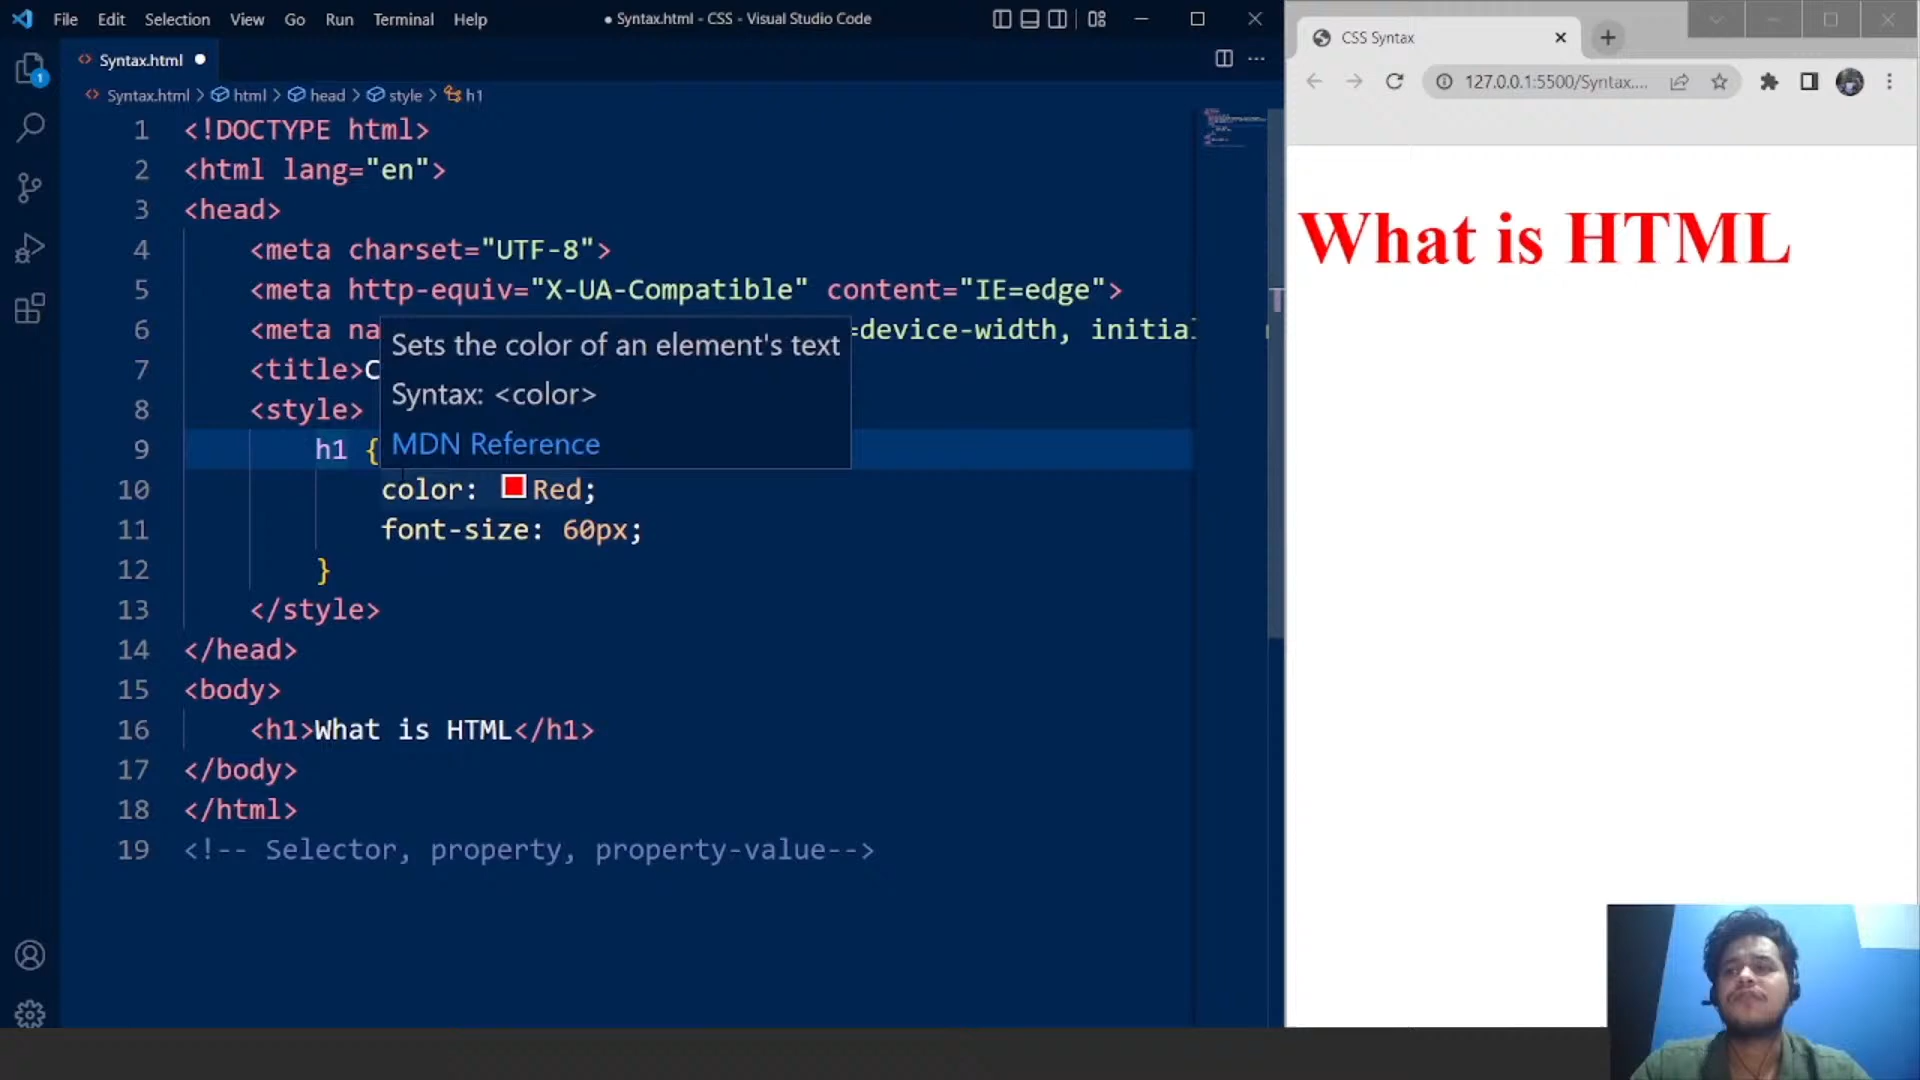 File Edit Selection View Go Run Terminal Help
● Syntax.html - CSS - Visual Studio Code
Syntax.html ●
Syntax.html > html > head > style > h1
1 <!DOCTYPE html>
2 <html lang="en">
3 <head>
4 <meta charset="UTF-8">
5 <meta http-equiv="X-UA-Compatible" content="IE=edge">
6 <meta na =device-width, initial
7 <title>C
8 <style>
9 h1 {
10 color: Red;
11 font-size: 60px;
12 }
13 </style>
14 </head>
15 <body>
16 <h1>What is HTML</h1>
17 </body>
18 </html>
19 <!-- Selector, property, property-value-->
Sets the color of an element's text
Syntax: <color>
MDN Reference
1
CSS Syntax
127.0.0.1:5500/Syntax....
What is HTML